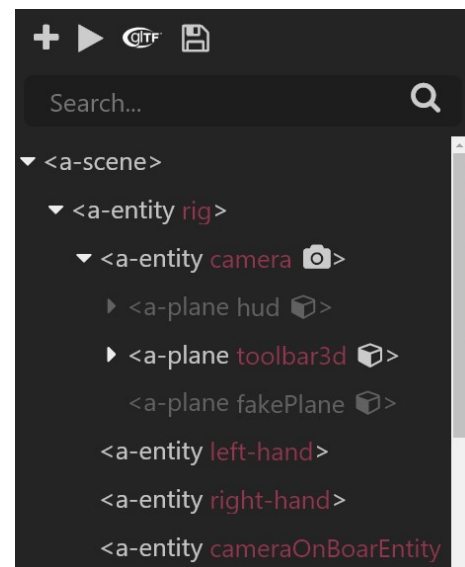 glTF
Search...
<a-scene>
<a-entity rig>
<a-entity camera >
<a-plane hud >
<a-plane toolbar3d >
<a-plane fakePlane >
<a-entity left-hand>
<a-entity right-hand>
<a-entity cameraOnBoarEntity